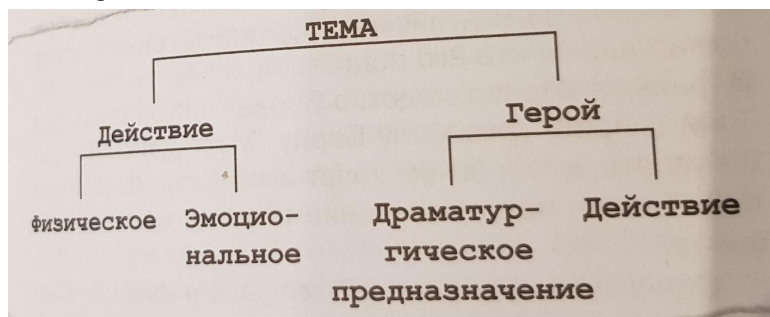 ТЕМА
Действие
Герой
Физическое
Эмоцио-
нальное
Драматур-
гическое
предназначение
Действие